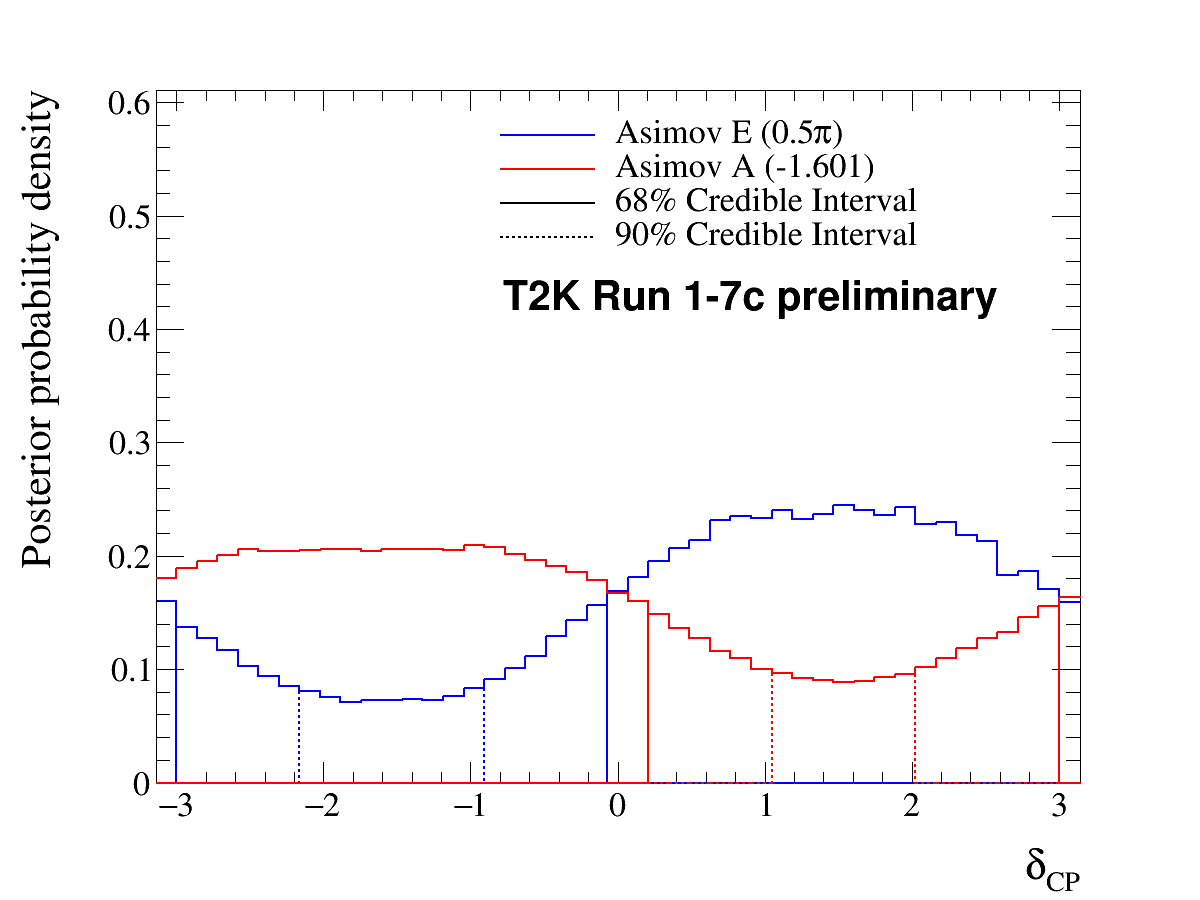 Posterior probability density
0.6
0.5
0.4
0.3
0.2
0.1
0
Asimov E (0.5π)
Asimov A (-1.601)
68% Credible Interval
90% Credible Interval
T2K Run 1-7c preliminary
−3 −2 −1 0 1 2 3
δCP